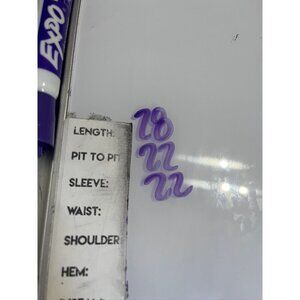 EXPO
LENGTH: 28
PIT TO PIT 22
SLEEVE: 22
WAIST:
SHOULDER
HEM: